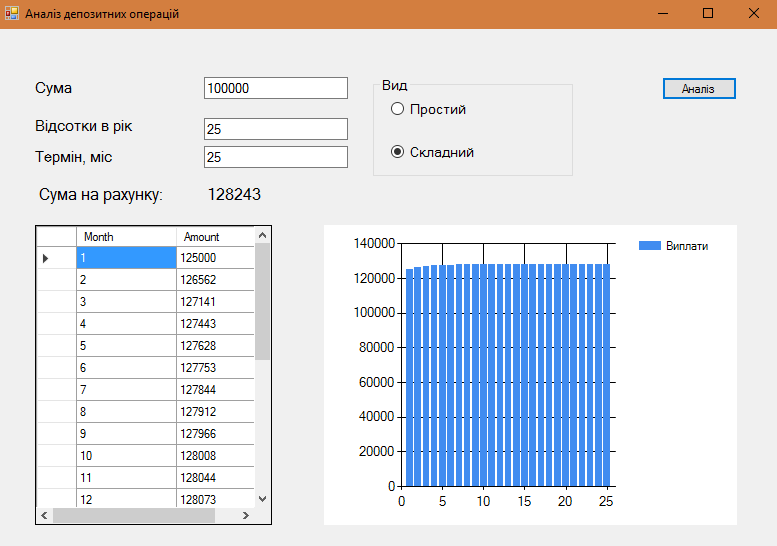 Аналіз депозитних операцій
Сума 100000
Вид
Аналіз
Простий
Відсотки в рік 25
Термін, міс 25
Складний
Сума на рахунку: 128243
Month Amount
1 125000
2 126562
3 127141
4 127443
5 127628
6 127753
7 127844
8 127912
9 127966
10 128008
11 128044
12 128073
140000
120000
100000
80000
60000
40000
20000
0
0 5 10 15 20 25
Виплати